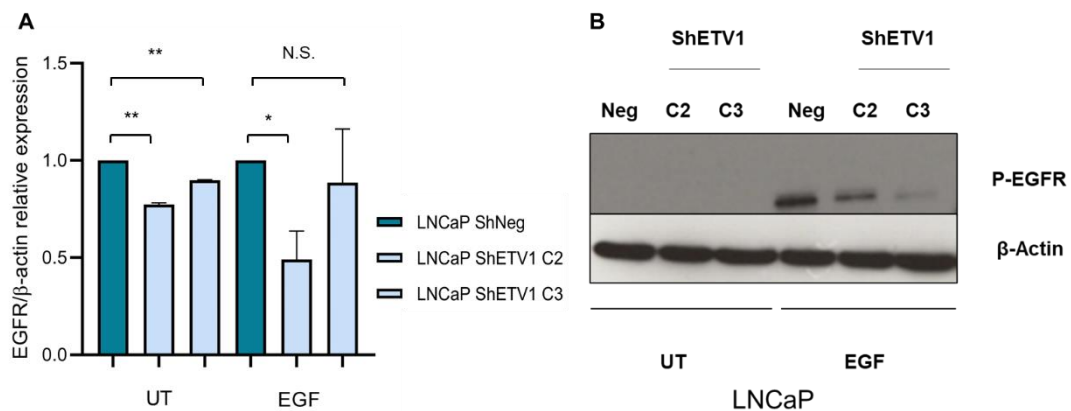 A
EGFR/β-actin relative expression
1.5
1.0
0.5
0.0
**
**
N.S.
*
UT
EGF
LNCaP ShNeg
LNCaP ShETV1 C2
LNCaP ShETV1 C3
B
ShETV1 ShETV1
Neg C2 C3 Neg C2 C3
P-EGFR
β-Actin
UT EGF
LNCaP